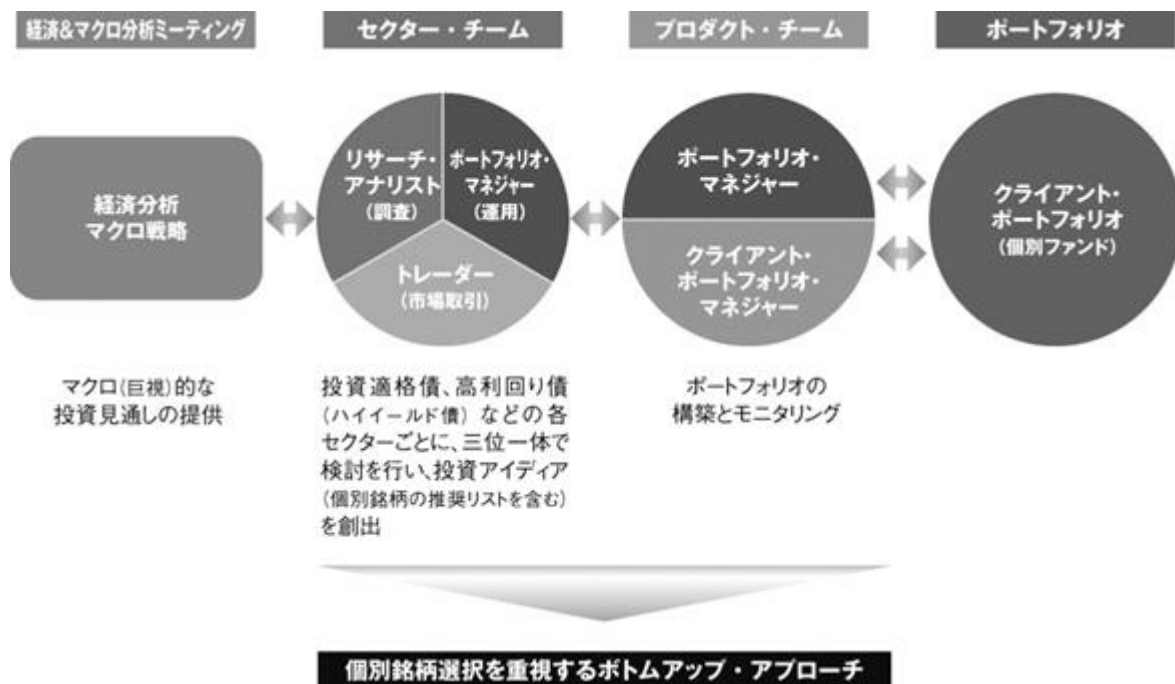 経済&マクロ分析ミーティング
セクター・チーム
プロダクト・チーム
ポートフォリオ
経済分析
マクロ戦略
リサーチ・
アナリスト
(調査)
ポートフォリオ・
マネジャー
(運用)
トレーダー
(市場取引)
ポートフォリオ・
マネジャー
クライアント・
ポートフォリオ・
マネジャー
クライアント・
ポートフォリオ
(個別ファンド)
マクロ(巨視)的な
投資見通しの提供
投資適格債、高利回り債
(ハイイールド債)などの各
セクターごとに、三位一体で
検討を行い、投資アイディア
(個別銘柄の推奨リストを含む)
を創出
ポートフォリオの
構築とモニタリング
個別銘柄選択を重視するボトムアップ・アプローチ